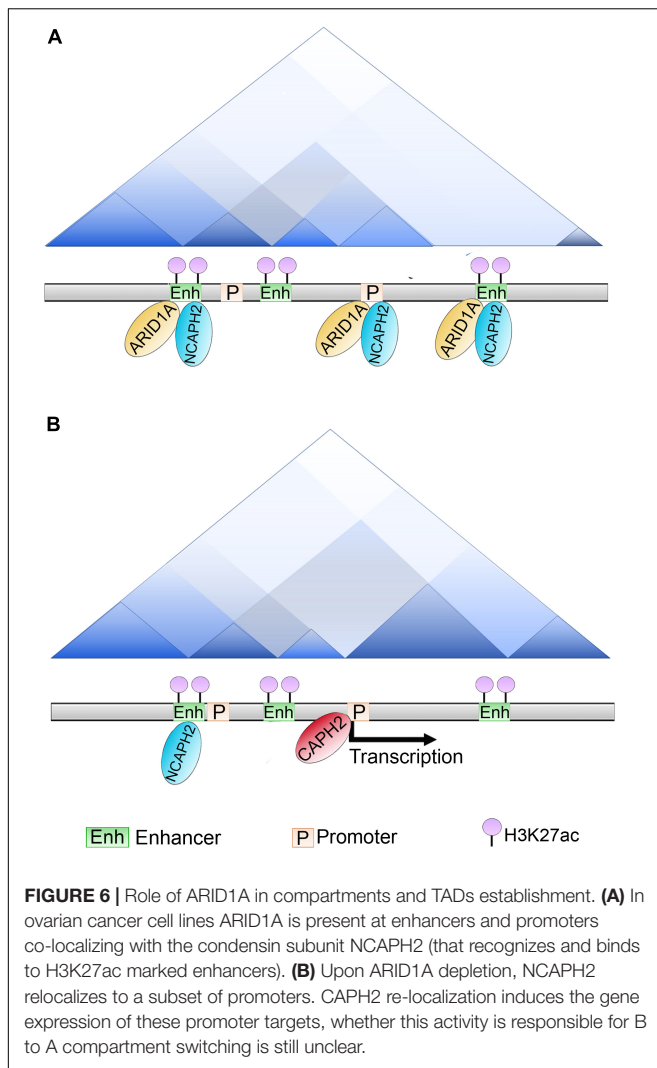 A
Enh P Enh P Enh
ARID1A NCAPH2 ARID1A NCAPH2 ARID1A NCAPH2
B
Enh P Enh P Enh
NCAPH2 CAPH2 Transcription
Enh Enhancer P Promoter H3K27ac
FIGURE 6 | Role of ARID1A in compartments and TADs establishment. (A) In
ovarian cancer cell lines ARID1A is present at enhancers and promoters
co-localizing with the condensin subunit NCAPH2 (that recognizes and binds
to H3K27ac marked enhancers). (B) Upon ARID1A depletion, NCAPH2
relocalizes to a subset of promoters. CAPH2 re-localization induces the gene
expression of these promoter targets, whether this activity is responsible for B
to A compartment switching is still unclear.